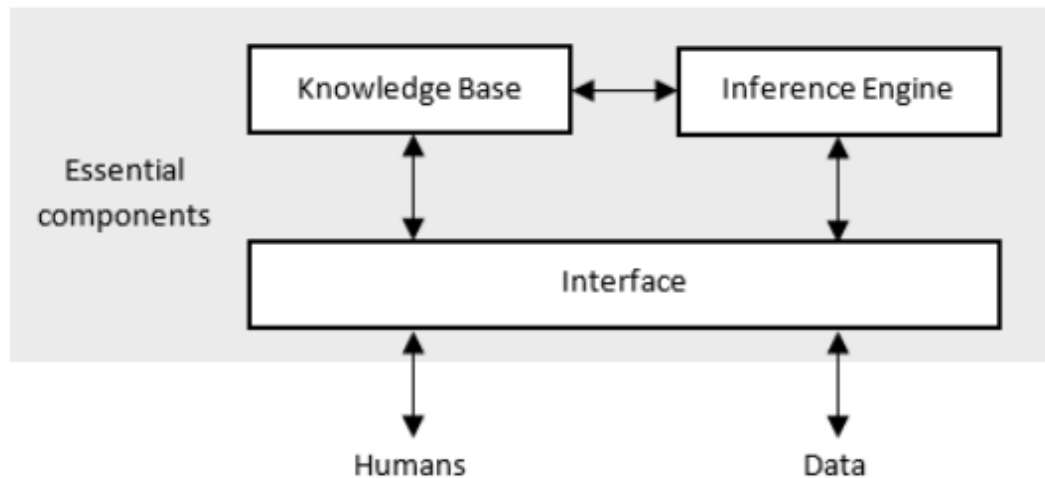 Knowledge Base
Inference Engine
Essential
components
Interface
Humans
Data